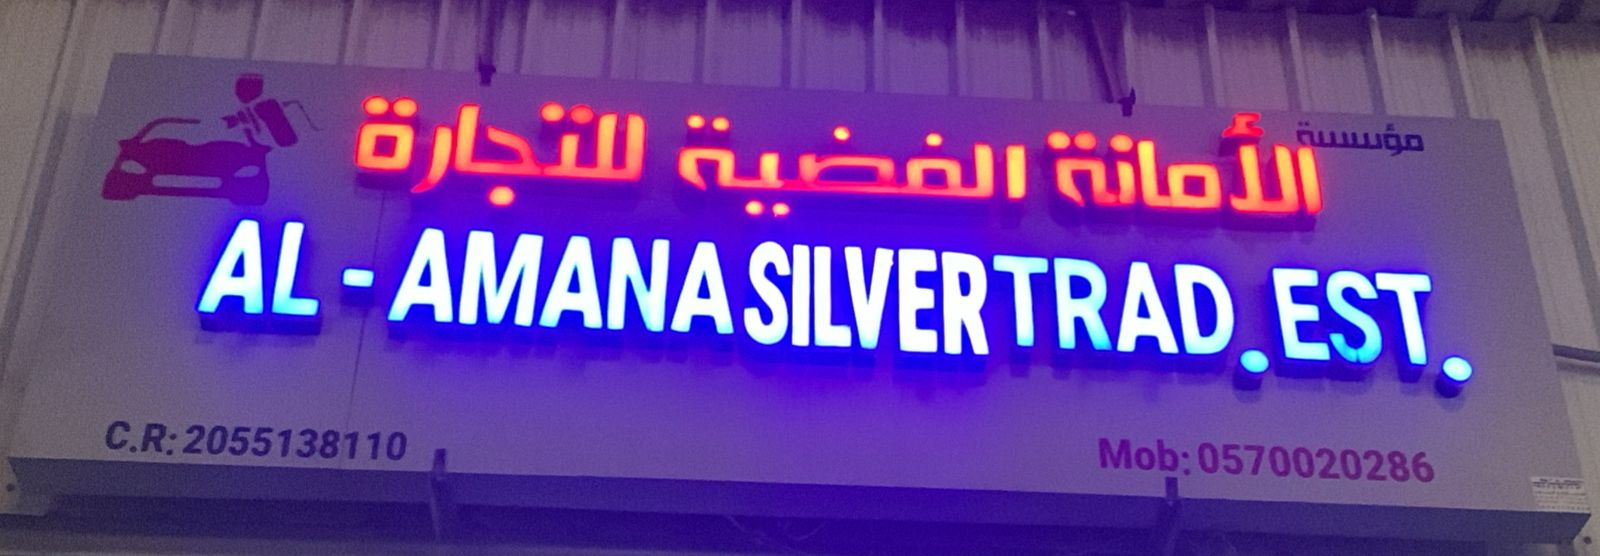 مؤسسة
الأمانة الفضية للتجارة
AL - AMANA SILVER TRAD. EST.
C.R: 2055138110
Mob: 0570020286